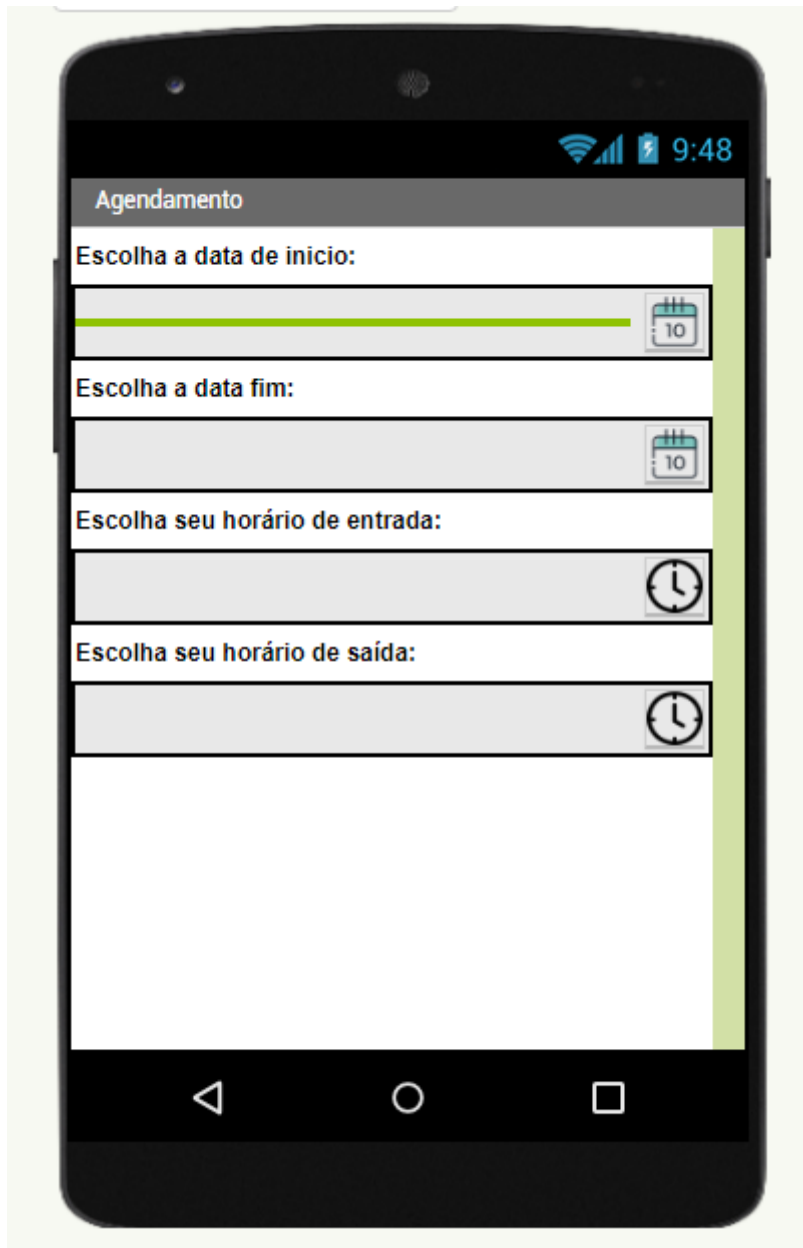 9:48
Agendamento
Escolha a data de inicio:
10
Escolha a data fim:
10
Escolha seu horário de entrada:
Escolha seu horário de saída: